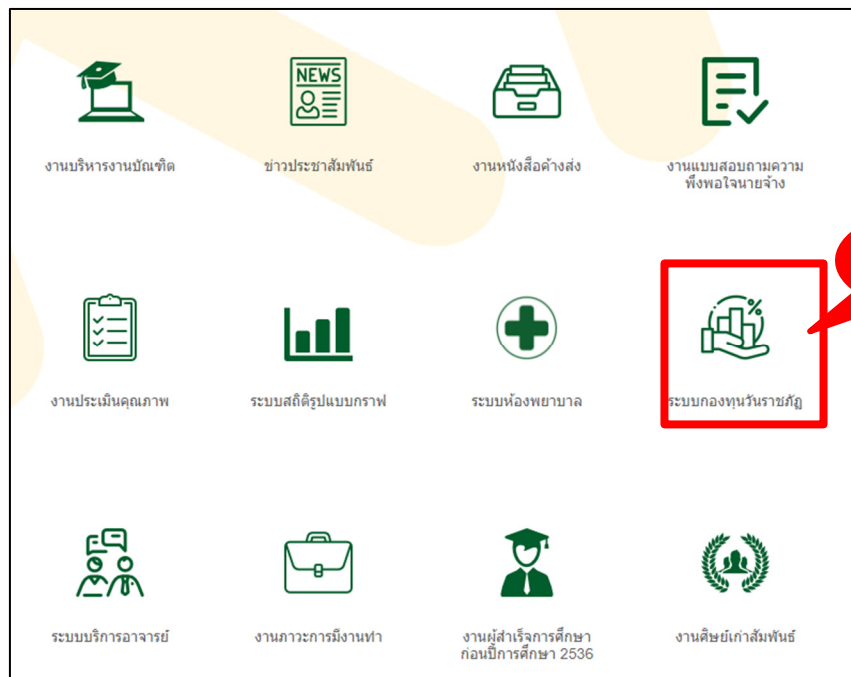 NEWS
งานบริหารงานบัณฑิต
ข่าวประชาสัมพันธ์
งานหนังสือค้างส่ง
งานแบบสอบถามความ
พึงพอใจนายจ้าง
%
งานประเมินคุณภาพ
ระบบสถิติรูปแบบกราฟ
ระบบห้องพยาบาล
ระบบกองทุนวันราชภัฏ
ระบบบริการอาจารย์
งานภาวะการมีงานทำ
งานผู้สำเร็จการศึกษา
ก่อนปีการศึกษา 2536
งานศิษย์เก่าสัมพันธ์